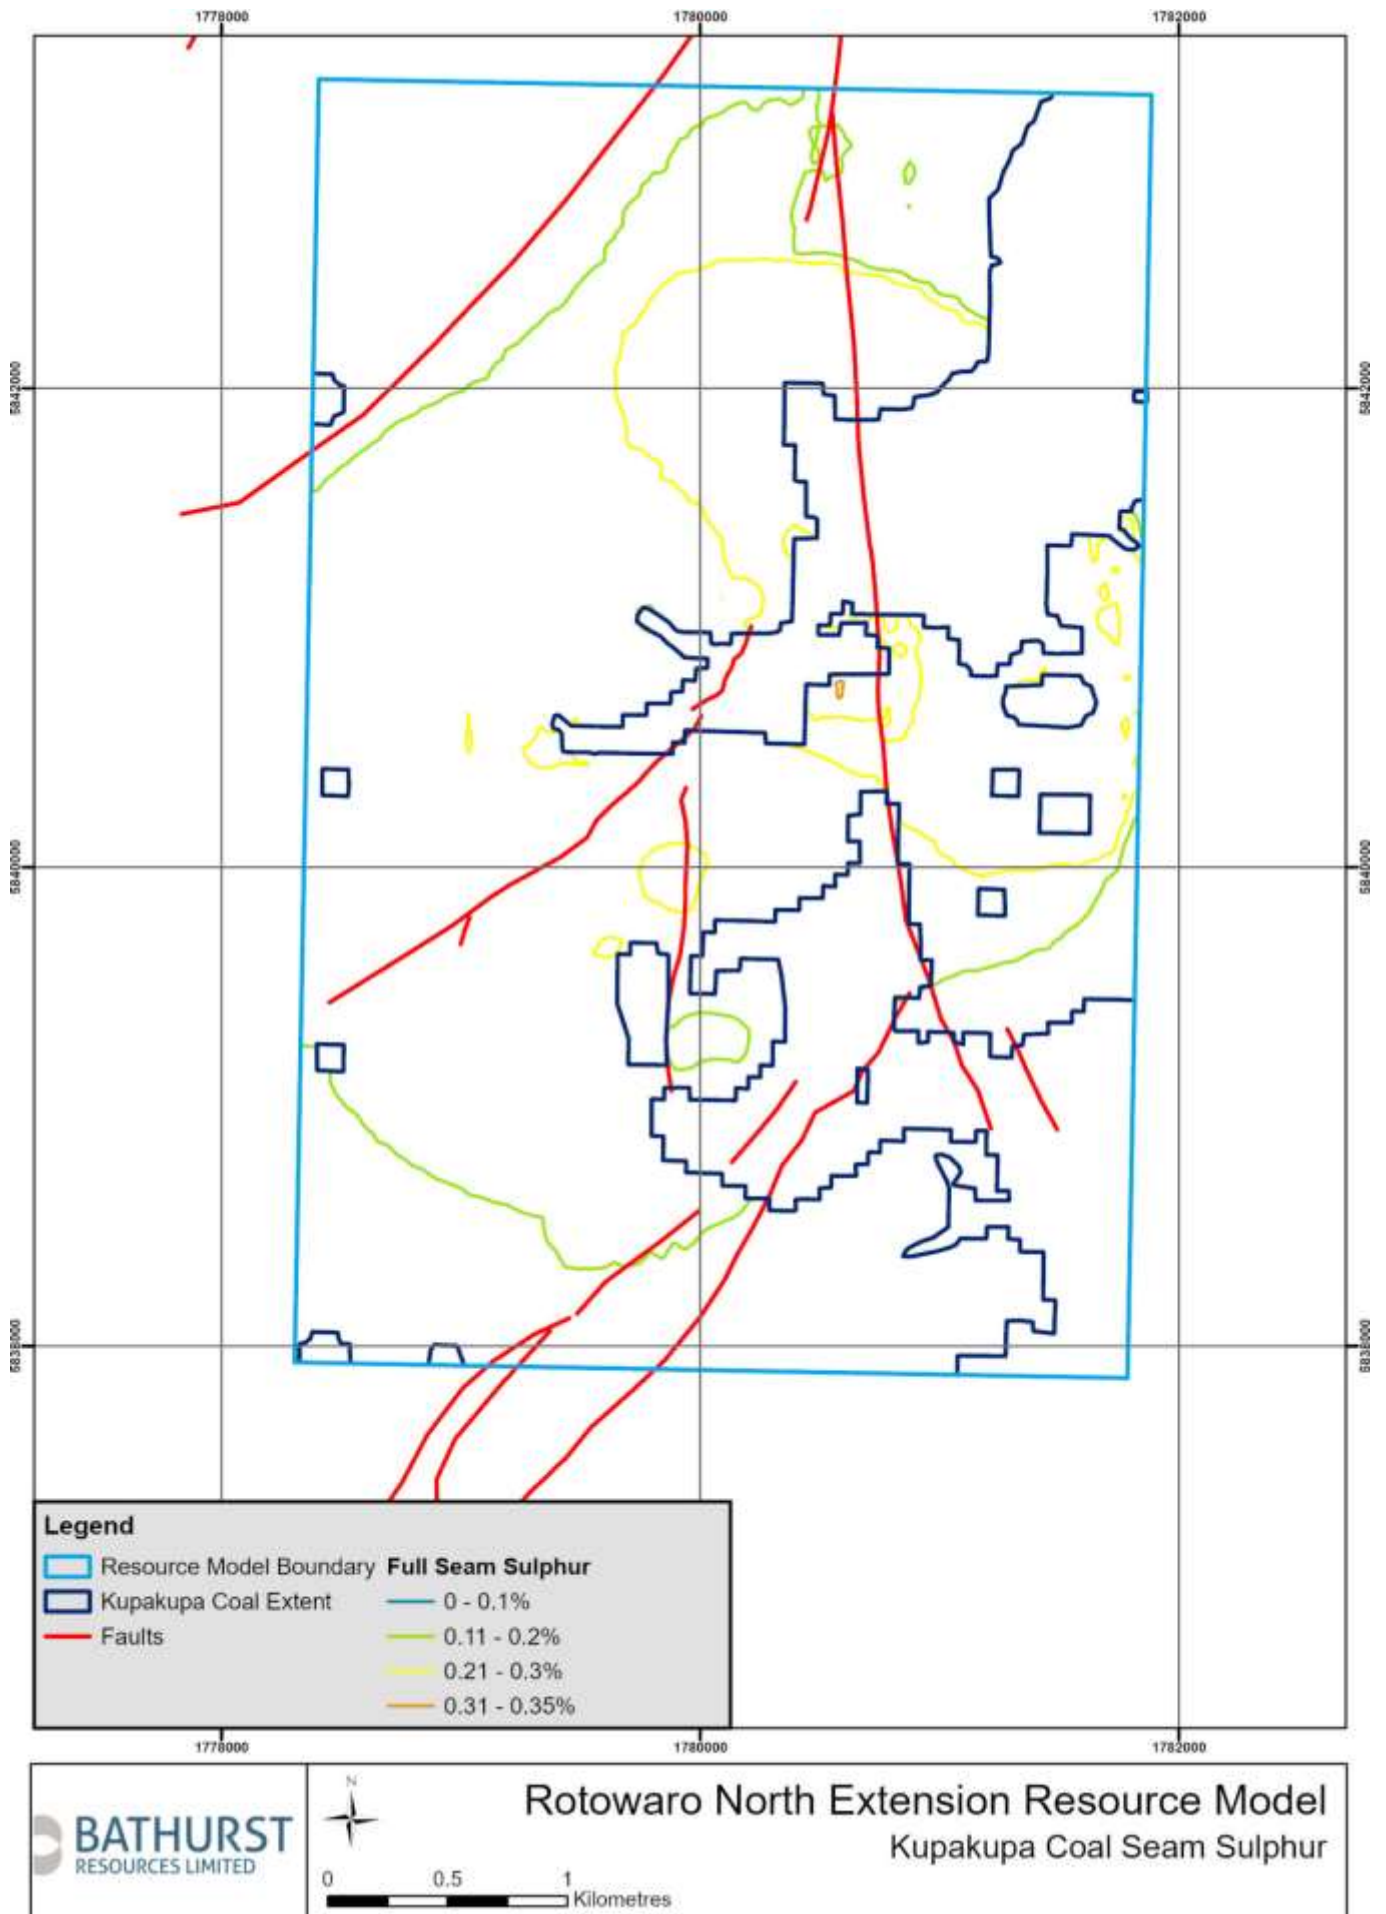 1778000 1780000 1782000
5842000 5842000
5840000 5840000
5838000 5838000
Legend
Resource Model Boundary
Kupakupa Coal Extent
Faults
Full Seam Sulphur
0 - 0.1%
0.11 - 0.2%
0.21 - 0.3%
0.31 - 0.35%
1778000 1780000 1782000
BATHURST
RESOURCES LIMITED
N
0 0.5 1
Kilometres
Rotowaro North Extension Resource Model
Kupakupa Coal Seam Sulphur